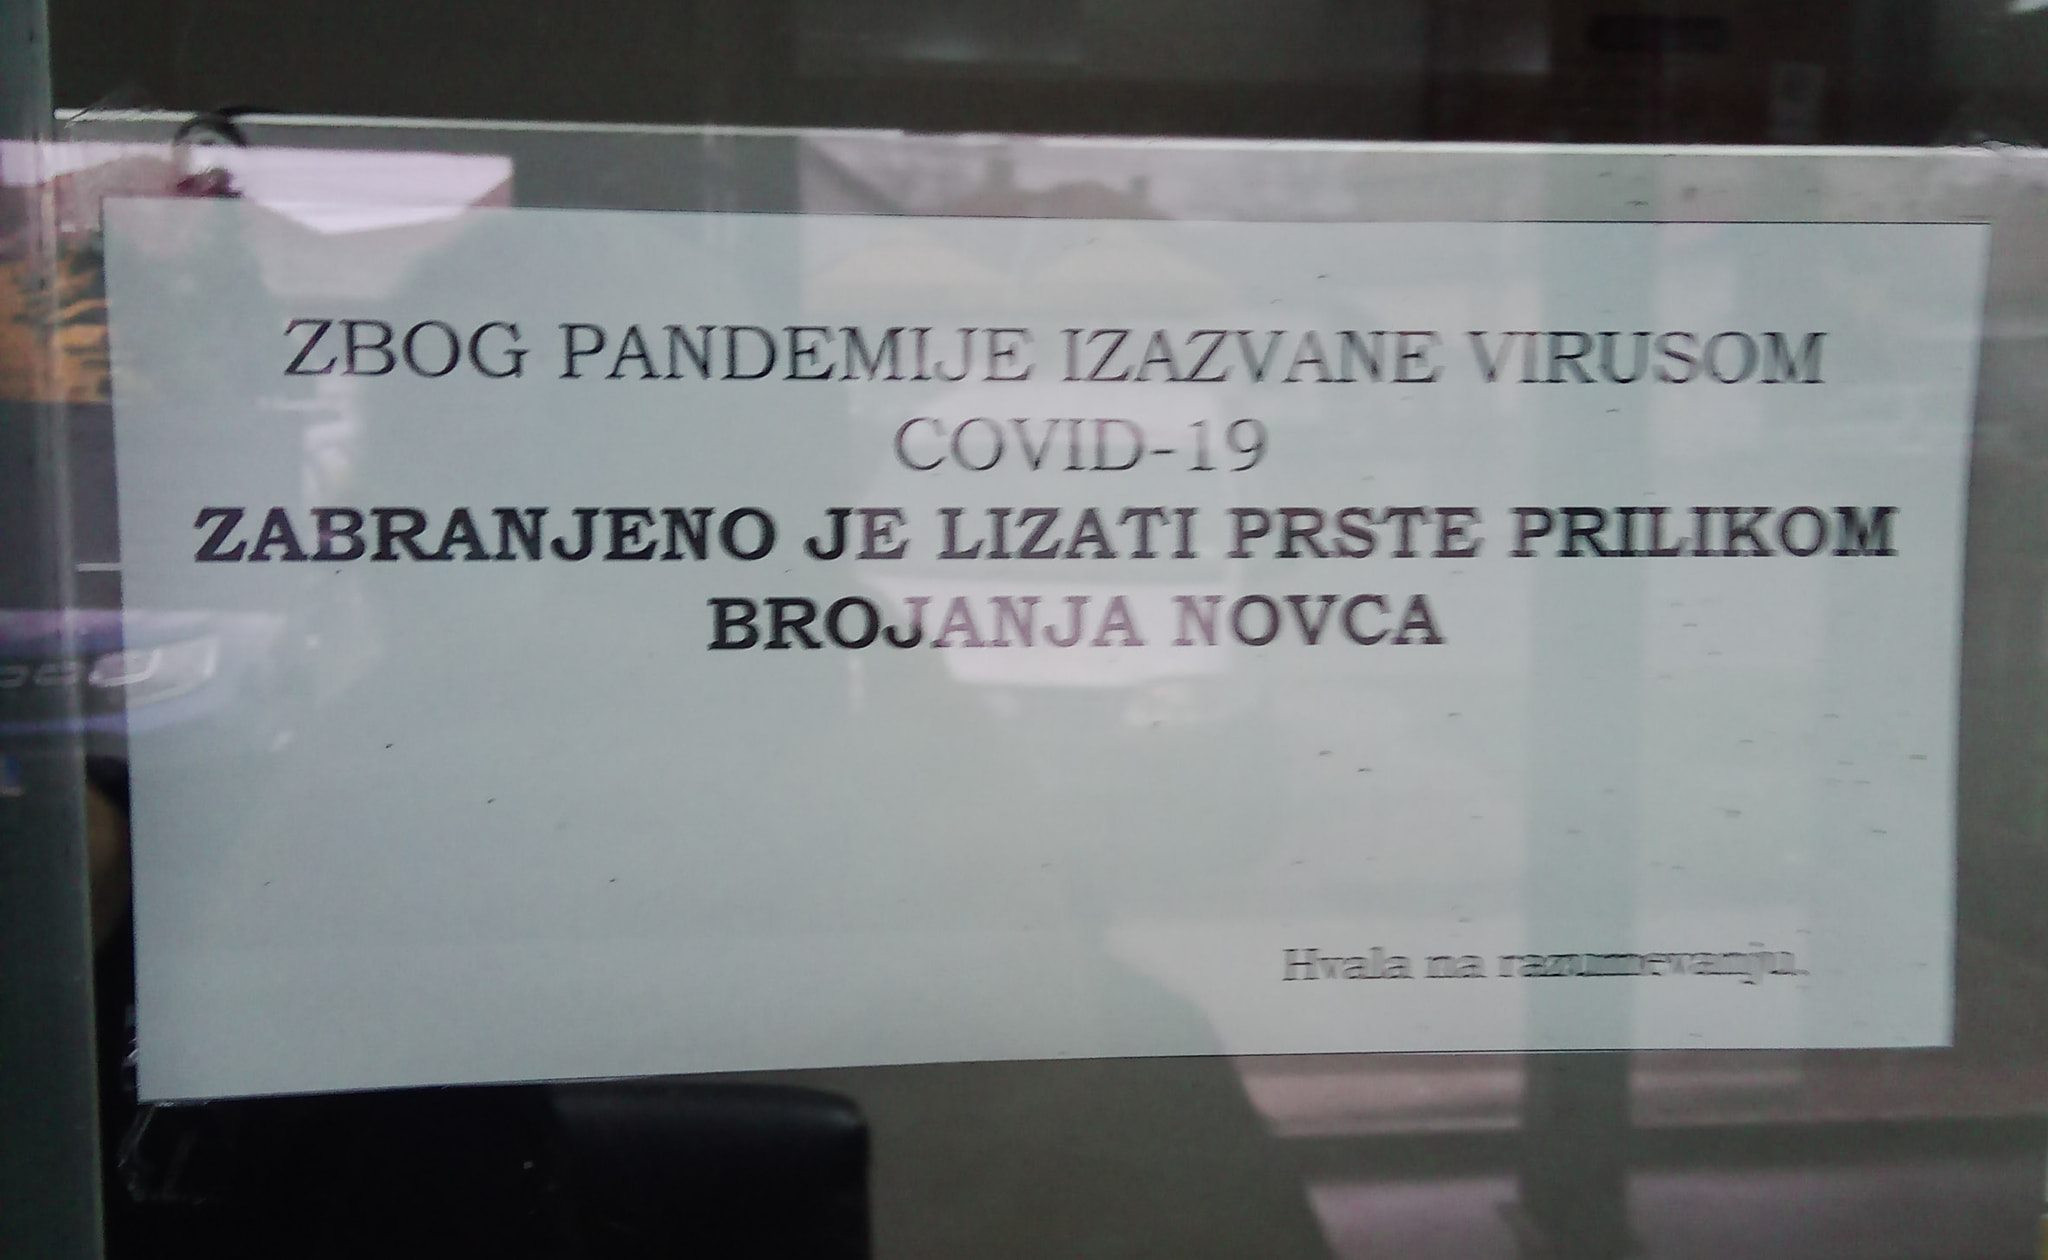 ZBOG PANDEMIJE IZAZVANE VIRUSOM
COVID-19
ZABRANJENO JE LIZATI PRSTE PRILIKOM
BROJANJA NOVCA
Hvala na razumevanju.